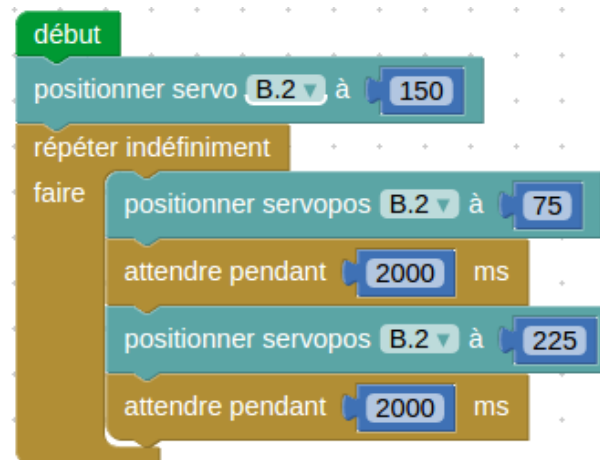 début
positionner servo B.2 à 150
répéter indéfiniment
faire
positionner servopos B.2 à 75
attendre pendant 2000 ms
positionner servopos B.2 à 225
attendre pendant 2000 ms